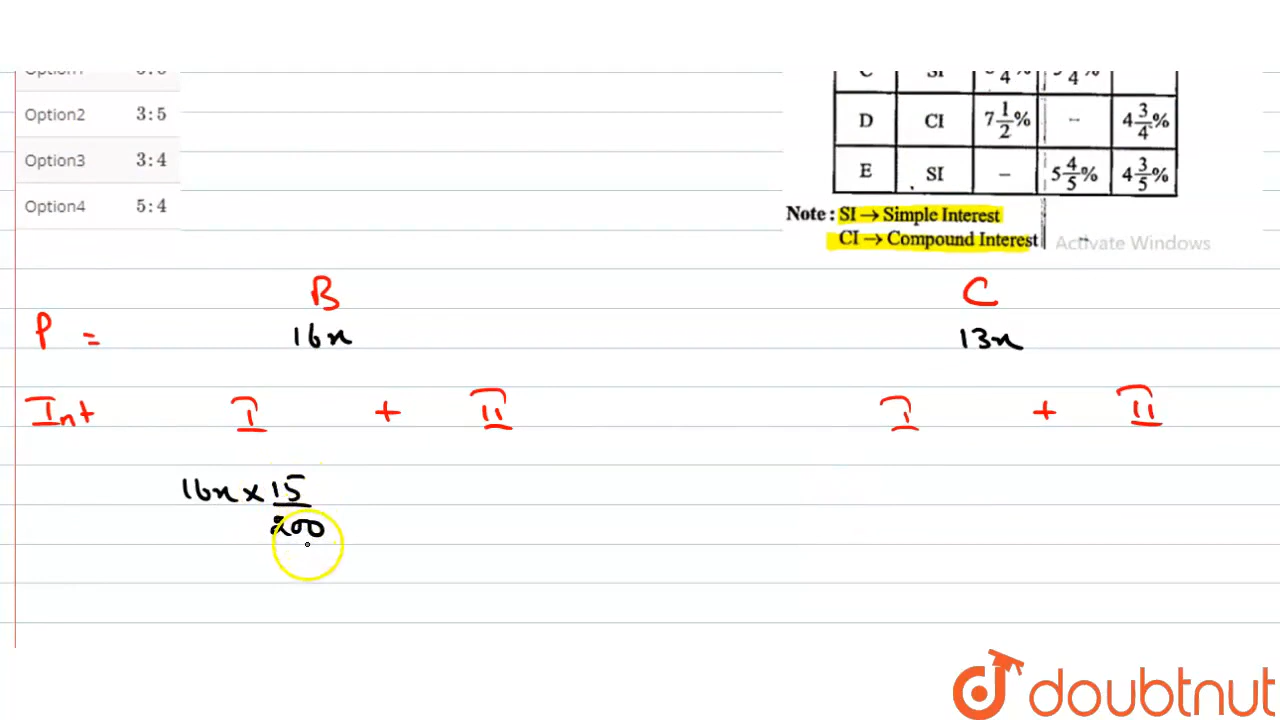 Option2 3:5
Option3 3:4
Option4 5:4
C SI
D CI 7 1/2% – 4 3/4%
E SI – 5 4/5% 4 3/5%
Note : SI → Simple Interest
CI → Compound Interest
Activate Windows
B C
P = 16x 13x
Int I + II I + II
16x × 15/200
doubtnut